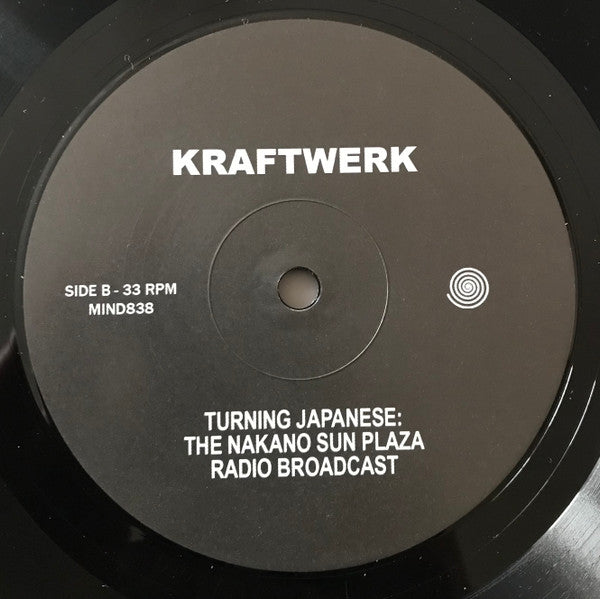 KRAFTWERK
SIDE B - 33 RPM
MIND838
TURNING JAPANESE:
THE NAKANO SUN PLAZA
RADIO BROADCAST